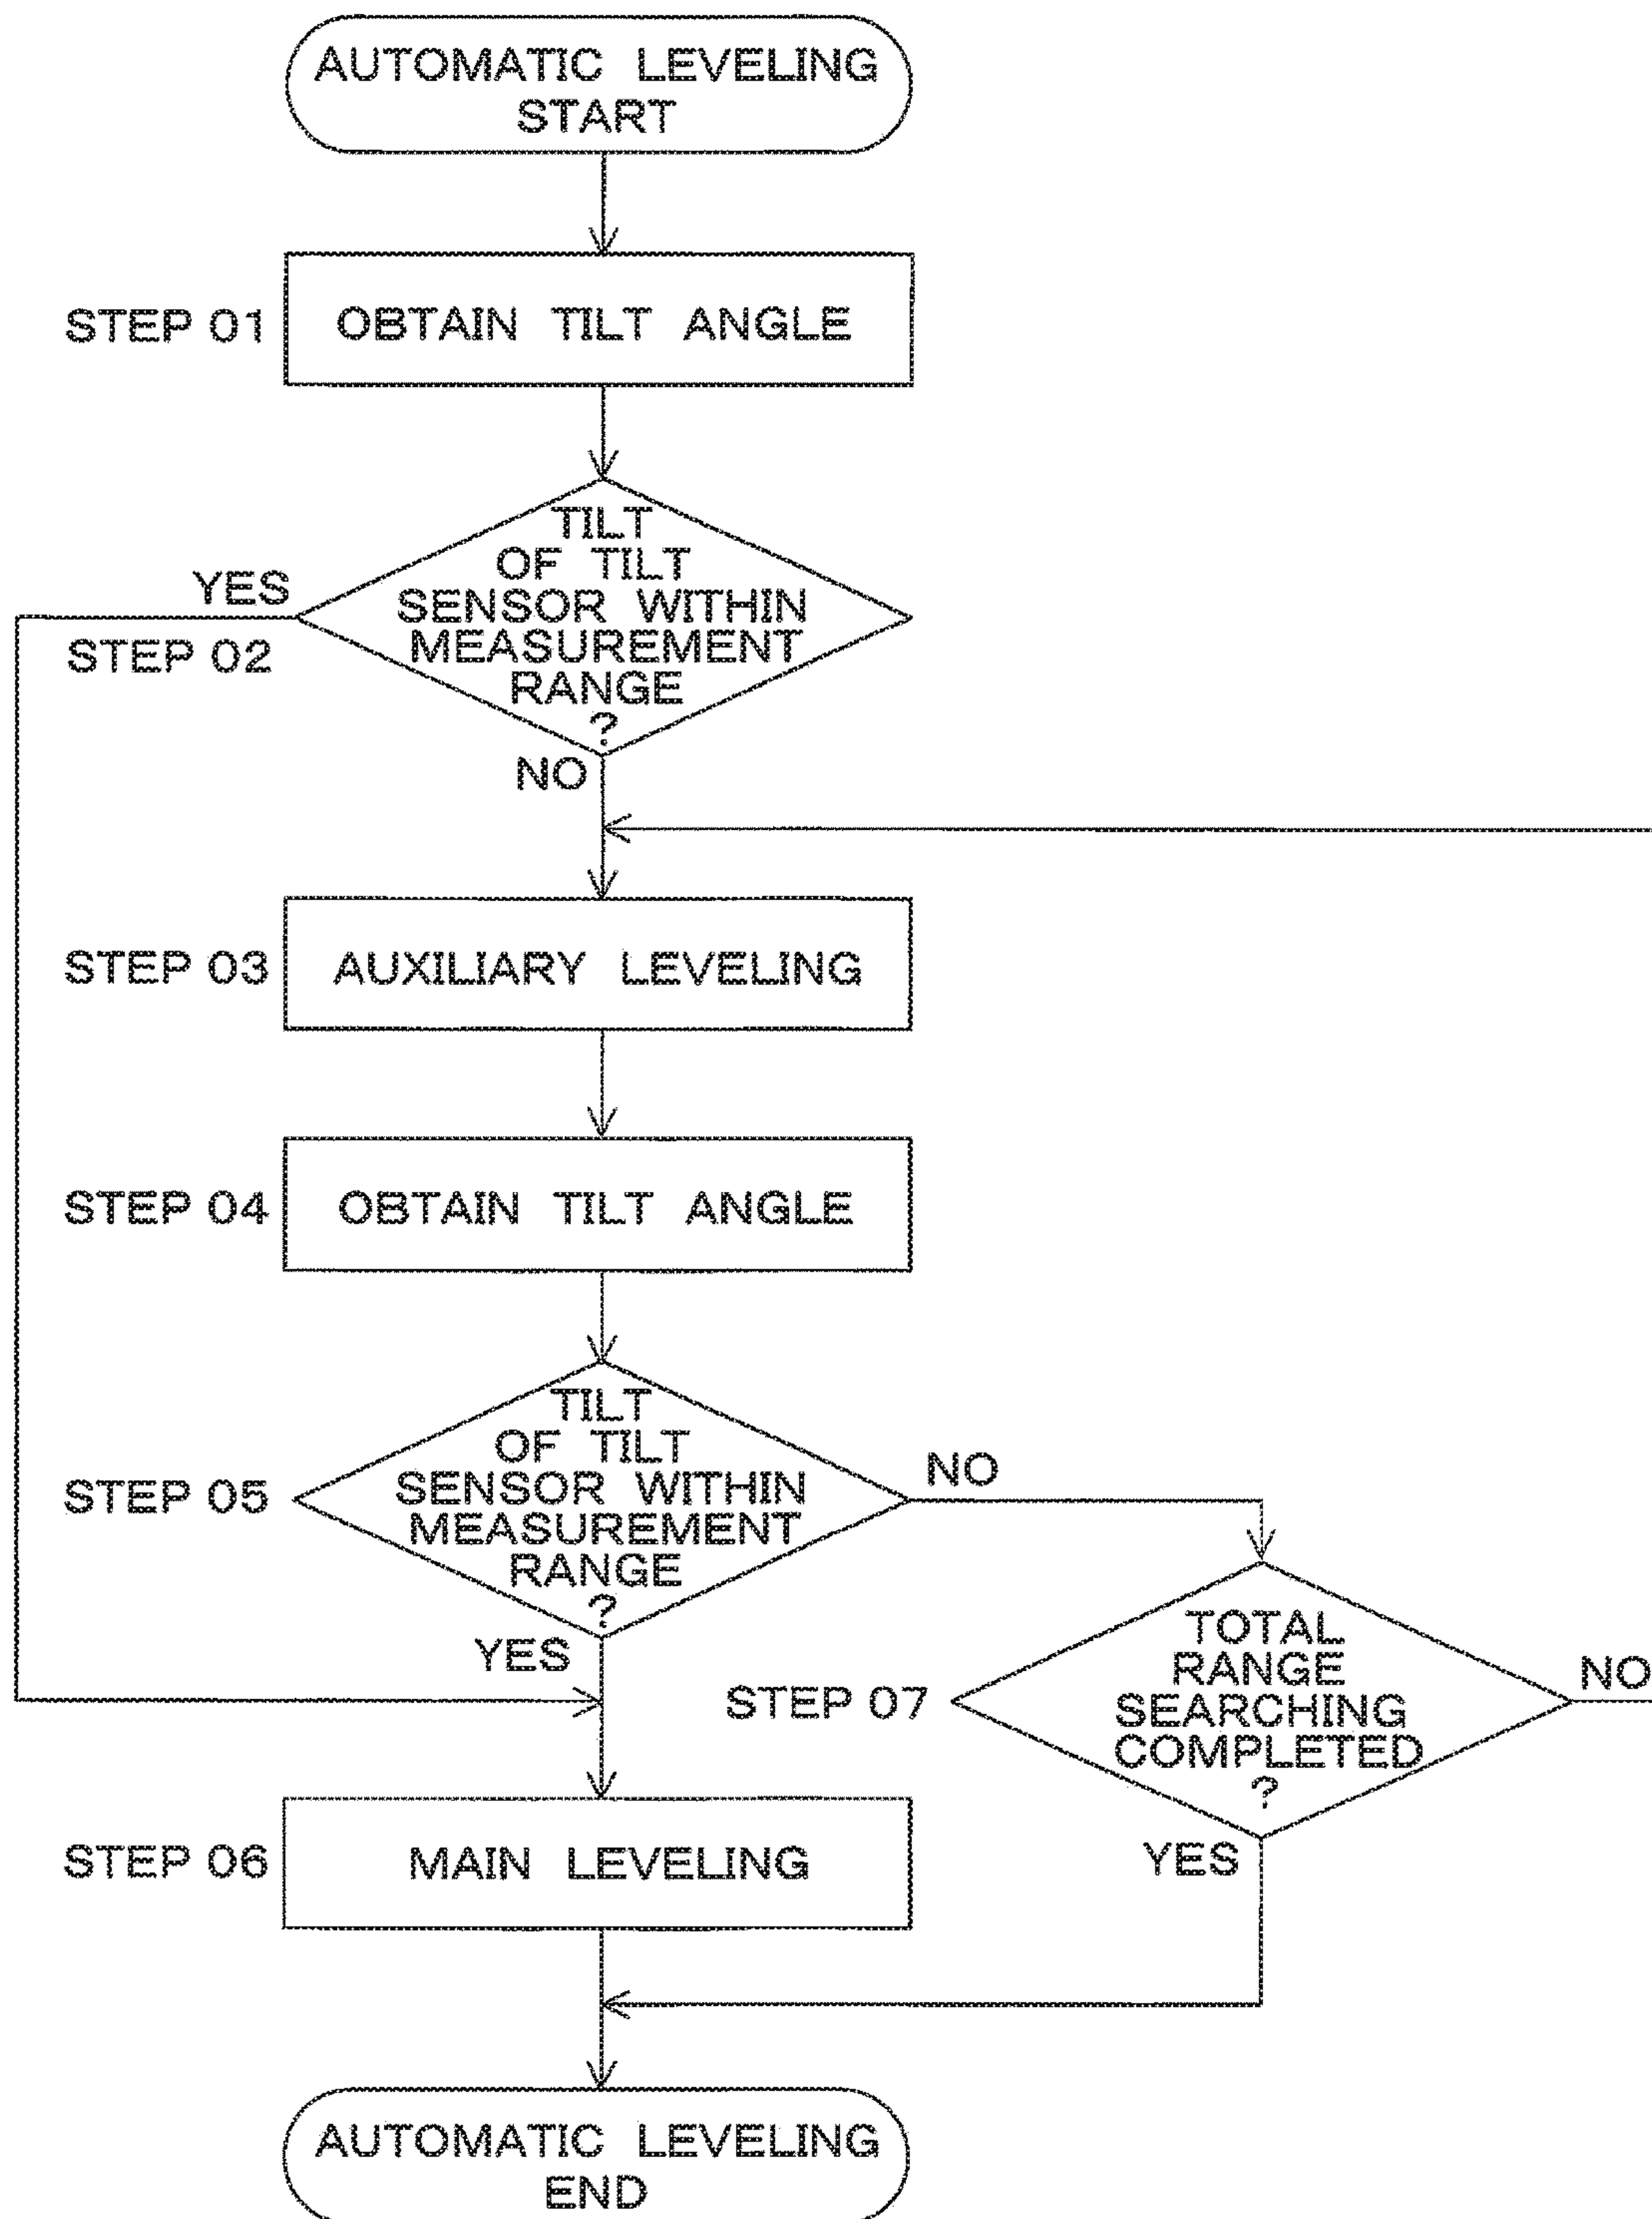 AUTOMATIC LEVELING
START
STEP 01
OBTAIN TILT ANGLE
TILT
OF TILT
SENSOR WITHIN
MEASUREMENT
RANGE
?
YES
STEP 02
NO
STEP 03
AUXILIARY LEVELING
STEP 04
OBTAIN TILT ANGLE
STEP 05
TILT
OF TILT
SENSOR WITHIN
MEASUREMENT
RANGE
?
NO
YES
STEP 07
TOTAL
RANGE
SEARCHING
COMPLETED
?
NO
YES
STEP 06
MAIN LEVELING
AUTOMATIC LEVELING
END